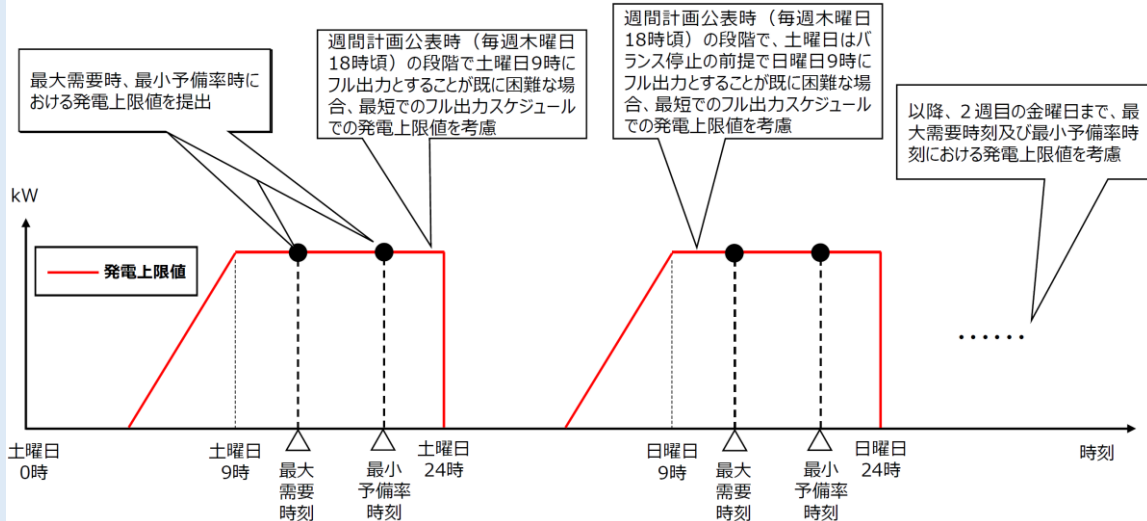 最大需要時、最小予備率時に
おける発電上限値を提出
週間計画公表時（毎週木曜日
18時頃）の段階で土曜日9時に
フル出力とすることが既に困難な場
合、最短でのフル出力スケジュール
での発電上限値を考慮
週間計画公表時（毎週木曜日
18時頃）の段階で、土曜日はバ
ランス停止の前提で日曜日9時に
フル出力とすることが既に困難な場
合、最短でのフル出力スケジュール
での発電上限値を考慮
以降、２週目の金曜日まで、最
大需要時刻及び最小予備率時
刻における発電上限値を考慮
kW
発電上限値
……
土曜日
0時
土曜日
9時
最大
需要
時刻
最小
予備率
時刻
土曜日
24時
日曜日
9時
最大
需要
時刻
最小
予備率
時刻
日曜日
24時
時刻